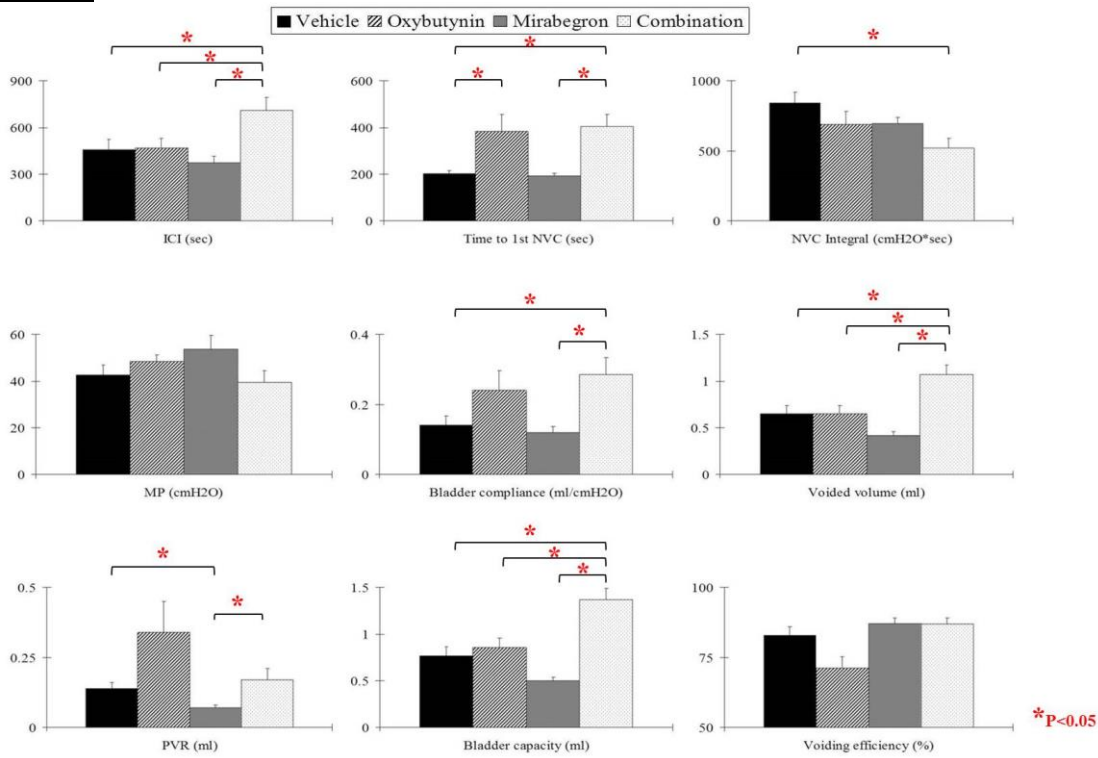 Vehicle Oxybutynin Mirabegron Combination
* * *
* * *
*
900
600
300
0
ICI (sec)
600
400
200
0
Time to 1st NVC (sec)
1000
500
0
NVC Integral (cmH2O*sec)
* * * * *
60
40
20
0
MP (cmH2O)
0.4
0.2
0
Bladder compliance (ml/cmH2O)
1.5
1
0.5
0
Voided volume (ml)
* * * * *
0.5
0.25
0
PVR (ml)
1.5
1
0.5
0
Bladder capacity (ml)
100
75
50
Voiding efficiency (%)
*P<0.05